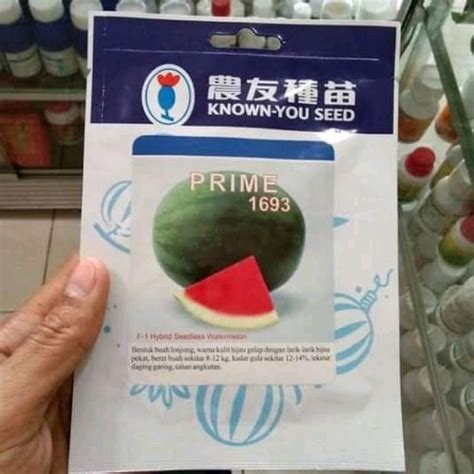 農友種苗
KNOWN-YOU SEED
PRIME
1693
F-1 Hybrid Seedless Watermelon
Bentuk buah lonjong, warna kulit hijau gelap dengan larik-larik hijau
pekat, berat buah sekitar 8-12 kg, kadar gula sekitar 12-14%, tekstur
daging garing, tahan angkutan.